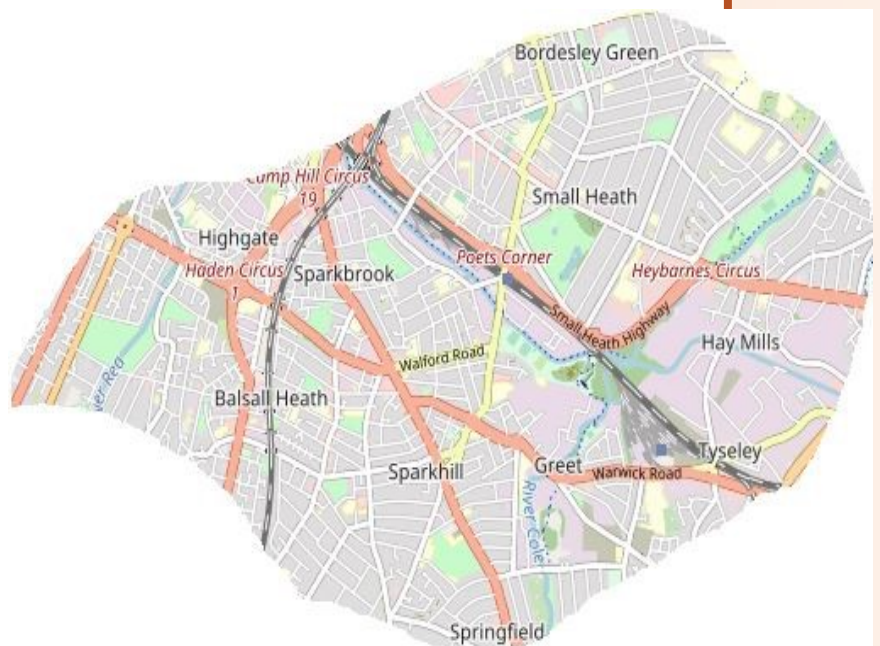 Bordesley Green
Camp Hill Circus
19
Small Heath
Highgate
Poets Corner
Haden Circus
1
Sparkbrook
Heybarnes Circus
Small Heath Highway
Hay Mills
Walford Road
Balsall Heath
Sparkhill
Greet
Tyseley
Warwick Road
River Cole
Springfield